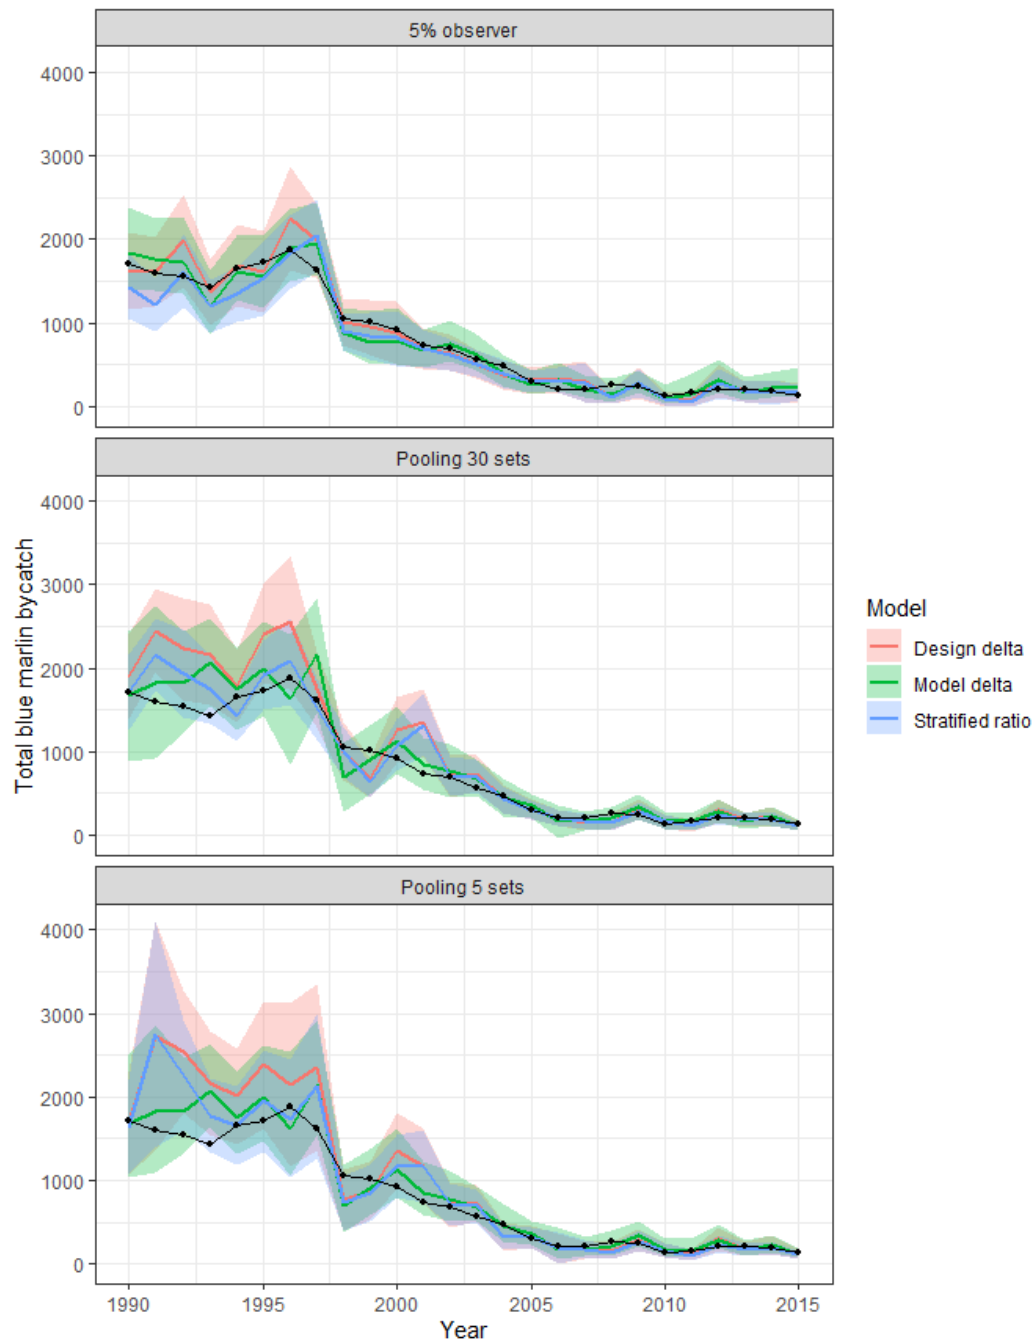 5% observer
4000
3000
2000
1000
0
Pooling 30 sets
4000
3000
2000
1000
0
Pooling 5 sets
4000
3000
2000
1000
0
1990 1995 2000 2005 2010 2015
Year
Total blue marlin bycatch
Model
Design delta
Model delta
Stratified ratio